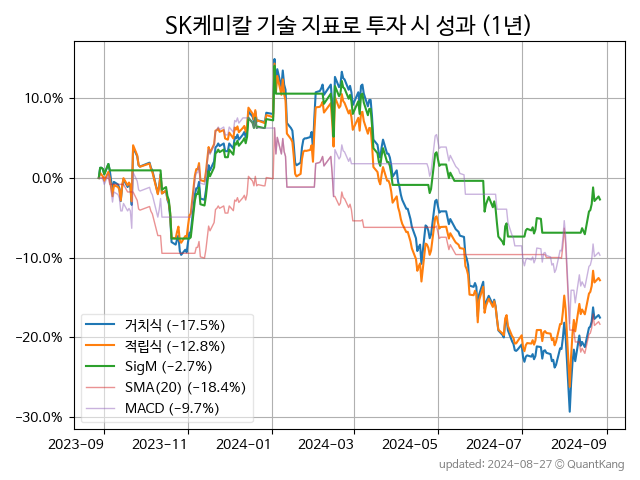 SK케미칼 기술 지표로 투자 시 성과 (1년)
10.0%
0.0%
−10.0%
−20.0%
−30.0%
거치식 (−17.5%)
적립식 (−12.8%)
SigM (−2.7%)
SMA(20) (−18.4%)
MACD (−9.7%)
2023-09 2023-11 2024-01 2024-03 2024-05 2024-07 2024-09
updated: 2024-08-27 © QuantKang